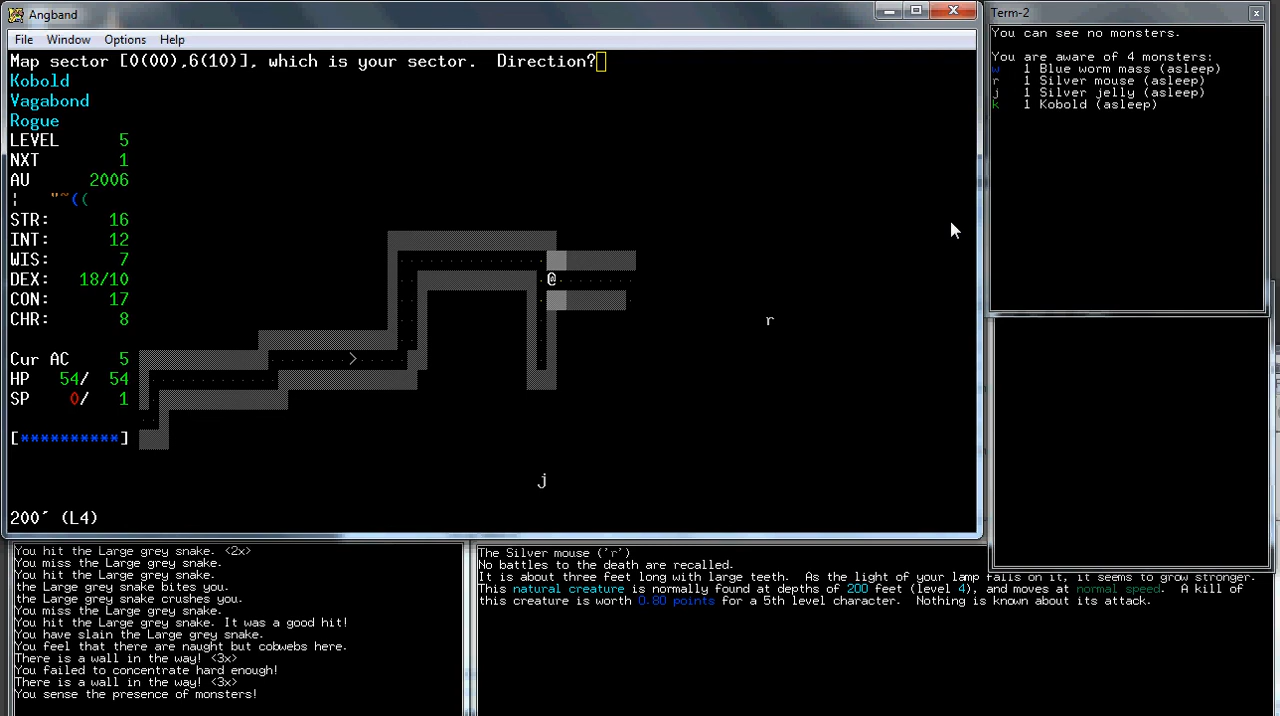 Angband
File Window Options Help
Map sector [0(00),6(10)], which is your sector. Direction?
Kobold
Vagabond
Rogue
LEVEL 5
NXT 1
AU 2006
¦ "~((
STR: 16
INT: 12
WIS: 7
DEX: 18/10
CON: 17
CHR: 8
Cur AC 5
HP 54/ 54
SP 0/ 1
[**********]
200´ (L4)
@
r
>
j
Term-2
You can see no monsters.
You are aware of 4 monsters:
w 1 Blue worm mass (asleep)
r 1 Silver mouse (asleep)
j 1 Silver jelly (asleep)
k 1 Kobold (asleep)
You hit the Large grey snake. <2x>
You miss the Large grey snake.
You hit the Large grey snake.
the Large grey snake bites you.
the Large grey snake crushes you.
You miss the Large grey snake.
You hit the Large grey snake. It was a good hit!
You have slain the Large grey snake.
You feel that there are naught but cobwebs here.
There is a wall in the way! <3x>
You failed to concentrate hard enough!
There is a wall in the way! <3x>
You sense the presence of monsters!
The Silver mouse ('r')
No battles to the death are recalled.
It is about three feet long with large teeth. As the light of your lamp falls on it, it seems to grow stronger.
This natural creature is normally found at depths of 200 feet (level 4), and moves at normal speed. A kill of
this creature is worth 0.80 points for a 5th level character. Nothing is known about its attack.